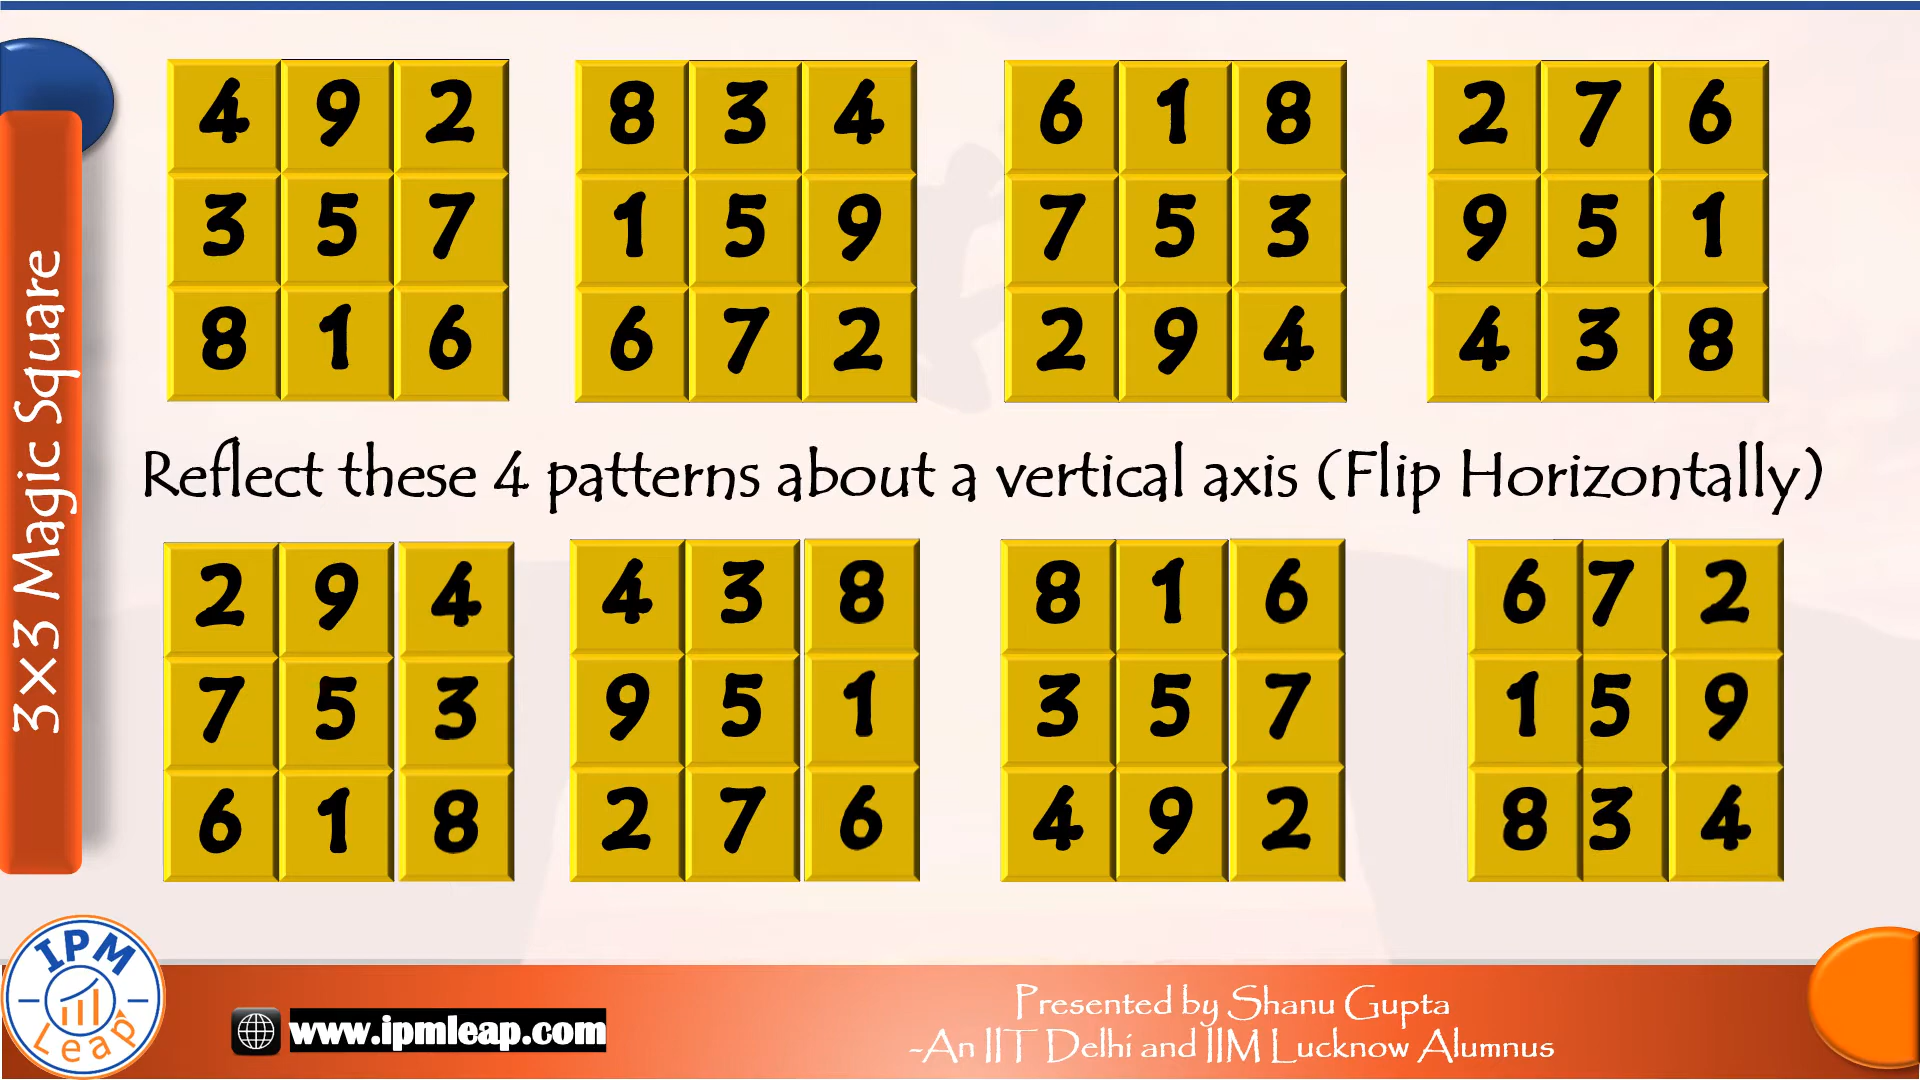 3×3 Magic Square
4 9 2
3 5 7
8 1 6
8 3 4
1 5 9
6 7 2
6 1 8
7 5 3
2 9 4
2 7 6
9 5 1
4 3 8
Reflect these 4 patterns about a vertical axis (Flip Horizontally)
2 9 4
7 5 3
6 1 8
4 3 8
9 5 1
2 7 6
8 1 6
3 5 7
4 9 2
6 7 2
1 5 9
8 3 4
IPM
Leap
www.ipmleap.com
Presented by Shanu Gupta
-An IIT Delhi and IIM Lucknow Alumnus